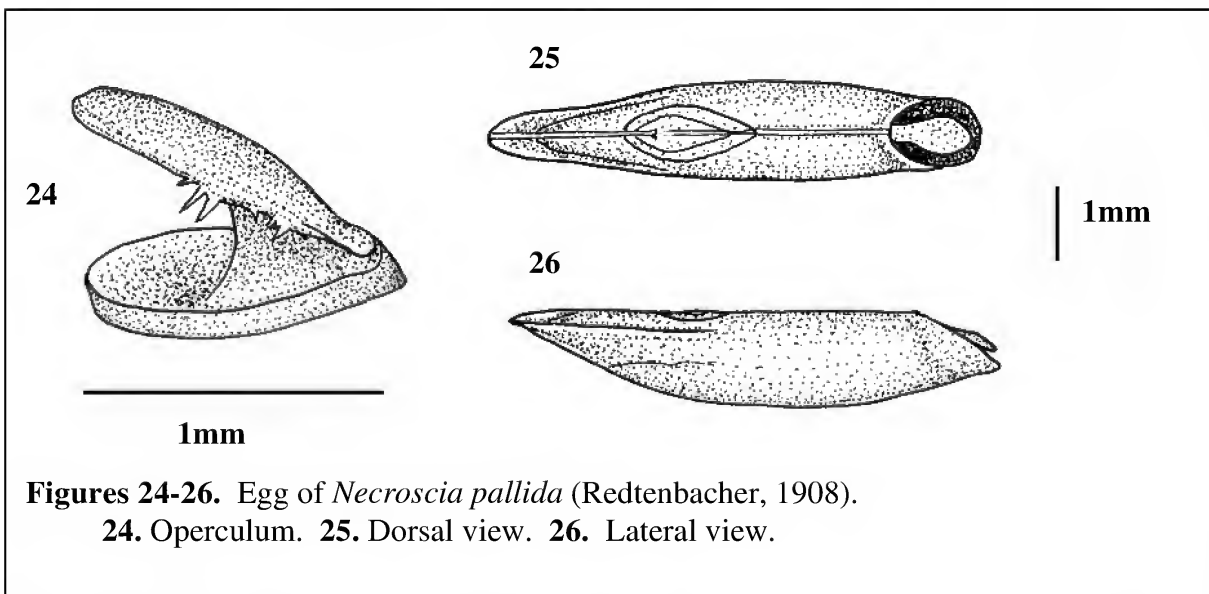 25
24
1mm
26
1mm
Figures 24-26. Egg of Necroscia pallida (Redtenbacher, 1908).
24. Operculum. 25. Dorsal view. 26. Lateral view.